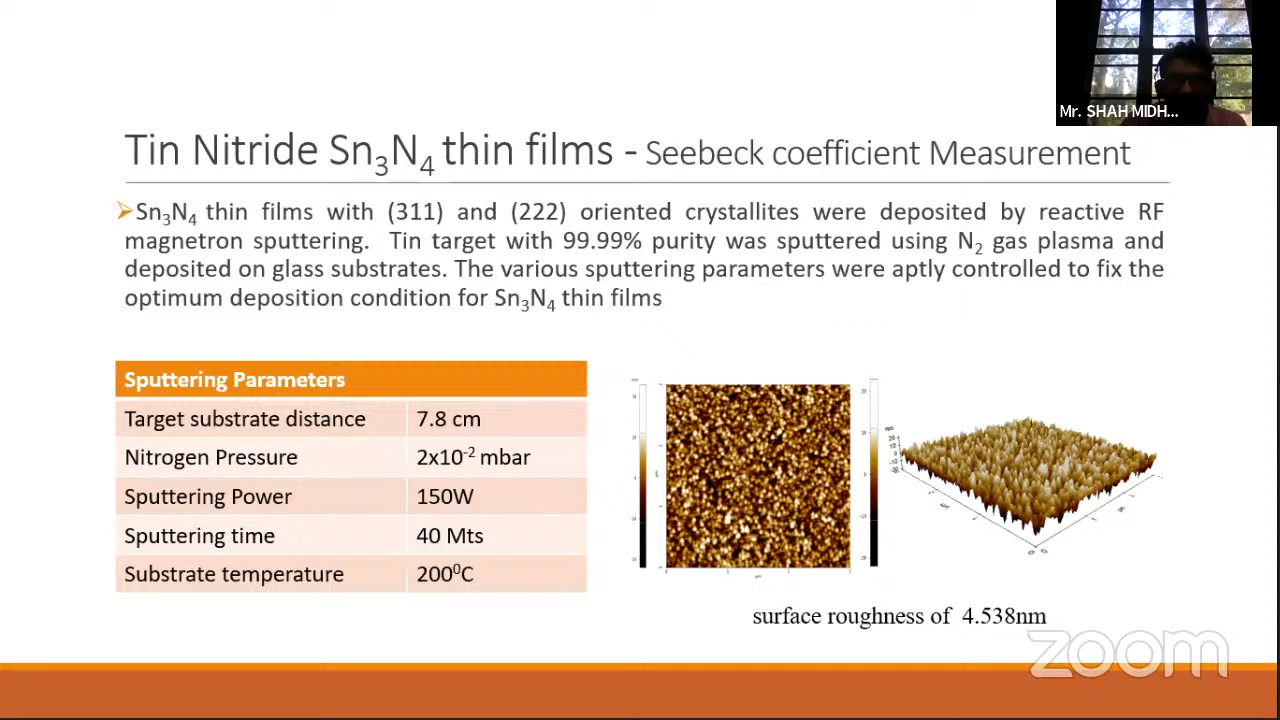 Mr. SHAH MIDH...
Tin Nitride Sn₃N₄ thin films - Seebeck coefficient Measurement
➢Sn₃N₄ thin films with (311) and (222) oriented crystallites were deposited by reactive RF
magnetron sputtering. Tin target with 99.99% purity was sputtered using N₂ gas plasma and
deposited on glass substrates. The various sputtering parameters were aptly controlled to fix the
optimum deposition condition for Sn₃N₄ thin films
Sputtering Parameters
Target substrate distance 7.8 cm
Nitrogen Pressure 2x10⁻² mbar
Sputtering Power 150W
Sputtering time 40 Mts
Substrate temperature 200⁰C
surface roughness of 4.538nm
zoom